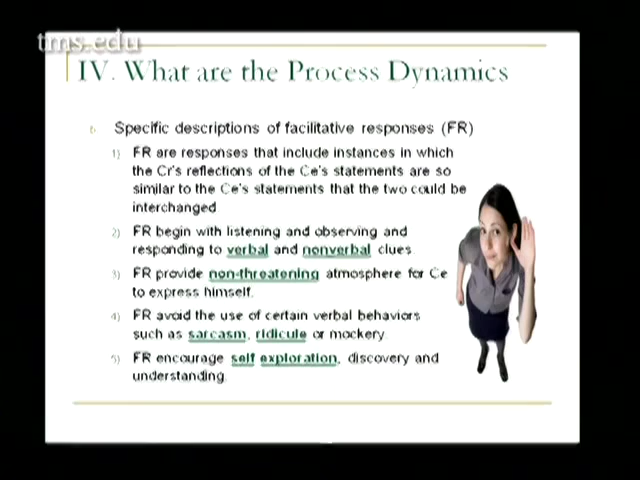 tms.edu
IV. What are the Process Dynamics
b. Specific descriptions of facilitative responses (FR)
1) FR are responses that include instances in which
the Cr's reflections of the Ce's statements are so
similar to the Ce's statements that the two could be
interchanged
2) FR begin with listening and observing and
responding to verbal and nonverbal clues.
3) FR provide non-threatening atmosphere for Ce
to express himself.
4) FR avoid the use of certain verbal behaviors
such as sarcasm, ridicule or mockery.
5) FR encourage self exploration, discovery and
understanding.